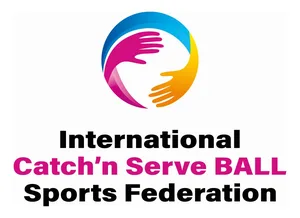 International
Catch'n Serve BALL
Sports Federation